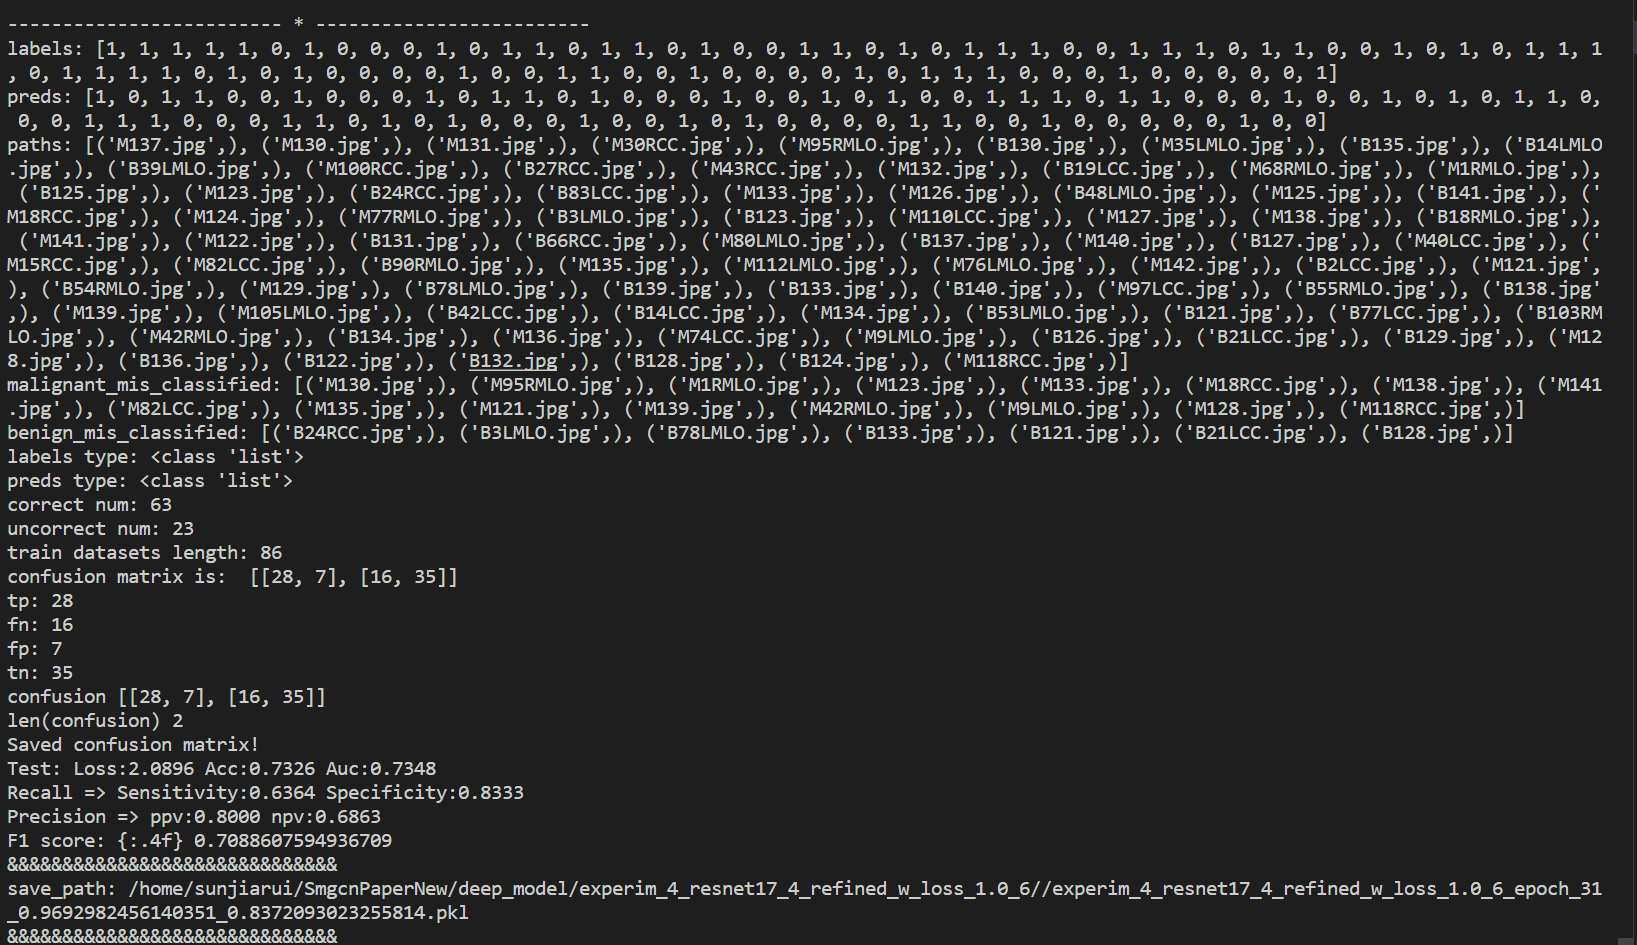 ------------------------- * -------------------------
labels: [1, 1, 1, 1, 1, 0, 1, 0, 0, 0, 1, 0, 1, 1, 0, 1, 1, 0, 1, 0, 0, 1, 1, 0, 1, 0, 1, 1, 1, 0, 0, 1, 1, 1, 0, 1, 1, 0, 0, 1, 0, 1, 0, 1, 1, 1
, 0, 1, 1, 1, 1, 0, 1, 0, 1, 0, 0, 0, 0, 1, 0, 0, 1, 1, 0, 0, 1, 0, 0, 0, 0, 1, 0, 1, 1, 1, 0, 0, 0, 1, 0, 0, 0, 0, 0, 1]
preds: [1, 0, 1, 1, 0, 0, 1, 0, 0, 0, 1, 0, 1, 1, 0, 1, 0, 0, 0, 1, 0, 0, 1, 0, 1, 0, 0, 1, 1, 1, 0, 1, 1, 0, 0, 0, 1, 0, 0, 1, 0, 1, 0, 1, 1, 0,
 0, 0, 1, 1, 1, 0, 0, 0, 1, 1, 0, 1, 0, 1, 0, 0, 0, 1, 0, 0, 1, 0, 1, 0, 0, 0, 0, 1, 1, 0, 0, 1, 0, 0, 0, 0, 0, 1, 0, 0]
paths: [('M137.jpg',), ('M130.jpg',), ('M131.jpg',), ('M30RCC.jpg',), ('M95RMLO.jpg',), ('B130.jpg',), ('M35LMLO.jpg',), ('B135.jpg',), ('B14LMLO
.jpg',), ('B39LMLO.jpg',), ('M100RCC.jpg',), ('B27RCC.jpg',), ('M43RCC.jpg',), ('M132.jpg',), ('B19LCC.jpg',), ('M68RMLO.jpg',), ('M1RMLO.jpg',),
 ('B125.jpg',), ('M123.jpg',), ('B24RCC.jpg',), ('B83LCC.jpg',), ('M133.jpg',), ('M126.jpg',), ('B48LMLO.jpg',), ('M125.jpg',), ('B141.jpg',), ('
M18RCC.jpg',), ('M124.jpg',), ('M77RMLO.jpg',), ('B3LMLO.jpg',), ('B123.jpg',), ('M110LCC.jpg',), ('M127.jpg',), ('M138.jpg',), ('B18RMLO.jpg',),
 ('M141.jpg',), ('M122.jpg',), ('B131.jpg',), ('B66RCC.jpg',), ('M80LMLO.jpg',), ('B137.jpg',), ('M140.jpg',), ('B127.jpg',), ('M40LCC.jpg',), ('
M15RCC.jpg',), ('M82LCC.jpg',), ('B90RMLO.jpg',), ('M135.jpg',), ('M112LMLO.jpg',), ('M76LMLO.jpg',), ('M142.jpg',), ('B2LCC.jpg',), ('M121.jpg',
), ('B54RMLO.jpg',), ('M129.jpg',), ('B78LMLO.jpg',), ('B139.jpg',), ('B133.jpg',), ('B140.jpg',), ('M97LCC.jpg',), ('B55RMLO.jpg',), ('B138.jpg'
,), ('M139.jpg',), ('M105LMLO.jpg',), ('B42LCC.jpg',), ('B14LCC.jpg',), ('M134.jpg',), ('B53LMLO.jpg',), ('B121.jpg',), ('B77LCC.jpg',), ('B103RM
LO.jpg',), ('M42RMLO.jpg',), ('B134.jpg',), ('M136.jpg',), ('M74LCC.jpg',), ('M9LMLO.jpg',), ('B126.jpg',), ('B21LCC.jpg',), ('B129.jpg',), ('M12
8.jpg',), ('B136.jpg',), ('B122.jpg',), ('B132.jpg',), ('B128.jpg',), ('B124.jpg',), ('M118RCC.jpg',)]
malignant_mis_classified: [('M130.jpg',), ('M95RMLO.jpg',), ('M1RMLO.jpg',), ('M123.jpg',), ('M133.jpg',), ('M18RCC.jpg',), ('M138.jpg',), ('M141
.jpg',), ('M82LCC.jpg',), ('M135.jpg',), ('M121.jpg',), ('M139.jpg',), ('M42RMLO.jpg',), ('M9LMLO.jpg',), ('M128.jpg',), ('M118RCC.jpg',)]
benign_mis_classified: [('B24RCC.jpg',), ('B3LMLO.jpg',), ('B78LMLO.jpg',), ('B133.jpg',), ('B121.jpg',), ('B21LCC.jpg',), ('B128.jpg',)]
labels type: <class 'list'>
preds type: <class 'list'>
correct num: 63
uncorrect num: 23
train datasets length: 86
confusion matrix is:  [[28, 7], [16, 35]]
tp: 28
fn: 16
fp: 7
tn: 35
confusion [[28, 7], [16, 35]]
len(confusion) 2
Saved confusion matrix!
Test: Loss:2.0896 Acc:0.7326 Auc:0.7348
Recall => Sensitivity:0.6364 Specificity:0.8333
Precision => ppv:0.8000 npv:0.6863
F1 score: {:.4f} 0.7088607594936709
&&&&&&&&&&&&&&&&&&&&&&&&&&&&&&
save_path: /home/sunjiarui/SmgcnPaperNew/deep_model/experim_4_resnet17_4_refined_w_loss_1.0_6//experim_4_resnet17_4_refined_w_loss_1.0_6_epoch_31
_0.9692982456140351_0.8372093023255814.pkl
&&&&&&&&&&&&&&&&&&&&&&&&&&&&&&